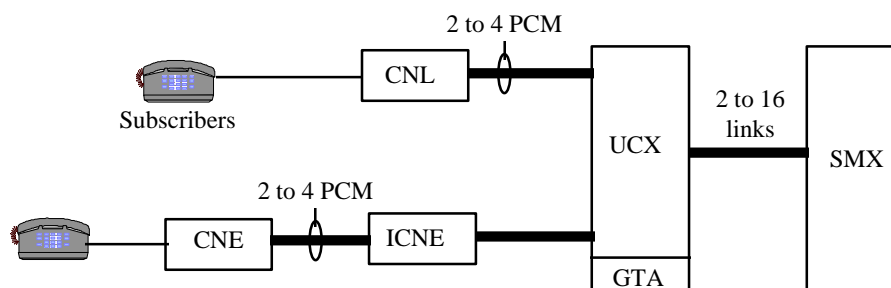 2 to 4 PCM
CNL
Subscribers
UCX
2 to 16
links
SMX
2 to 4 PCM
CNE
ICNE
GTA